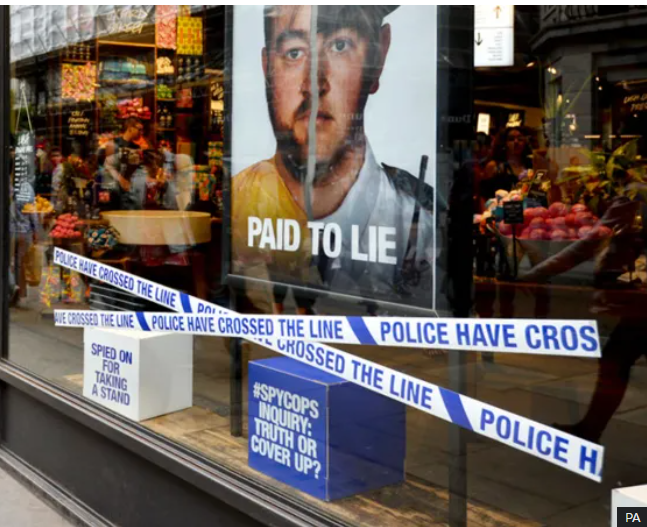 PAID TO LIE
POLICE HAVE CROSSED THE LINE
AVE CROSSED THE LINE POLICE HAVE CROSSED THE LINE POLICE HAVE CROS
CROSSED THE LINE POLICE H
SPIED ON
FOR
TAKING
A STAND
#SPYCOPS
INQUIRY:
TRUTH OR
COVER UP?
PA